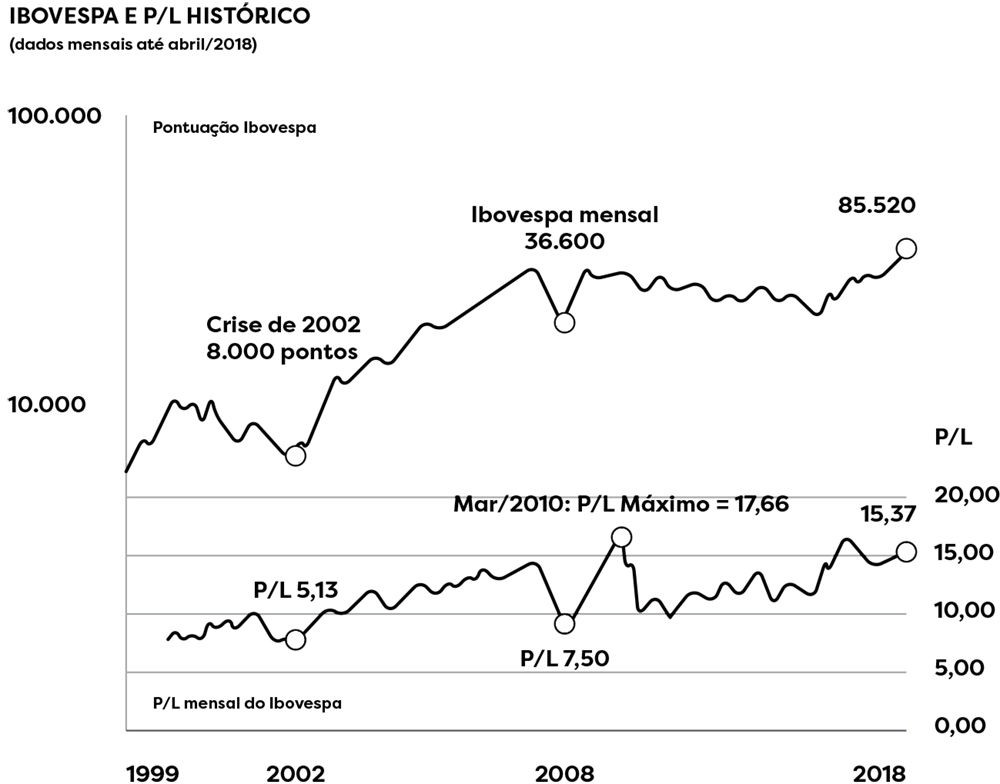 IBOVESPA E P/L HISTÓRICO
(dados mensais até abril/2018)
100.000
Pontuação Ibovespa
85.520
Ibovespa mensal
36.600
Crise de 2002
8.000 pontos
10.000
P/L
20,00
Mar/2010: P/L Máximo = 17,66
15,37
15,00
P/L 5,13
10,00
P/L 7,50
5,00
P/L mensal do Ibovespa
0,00
1999 2002 2008 2018